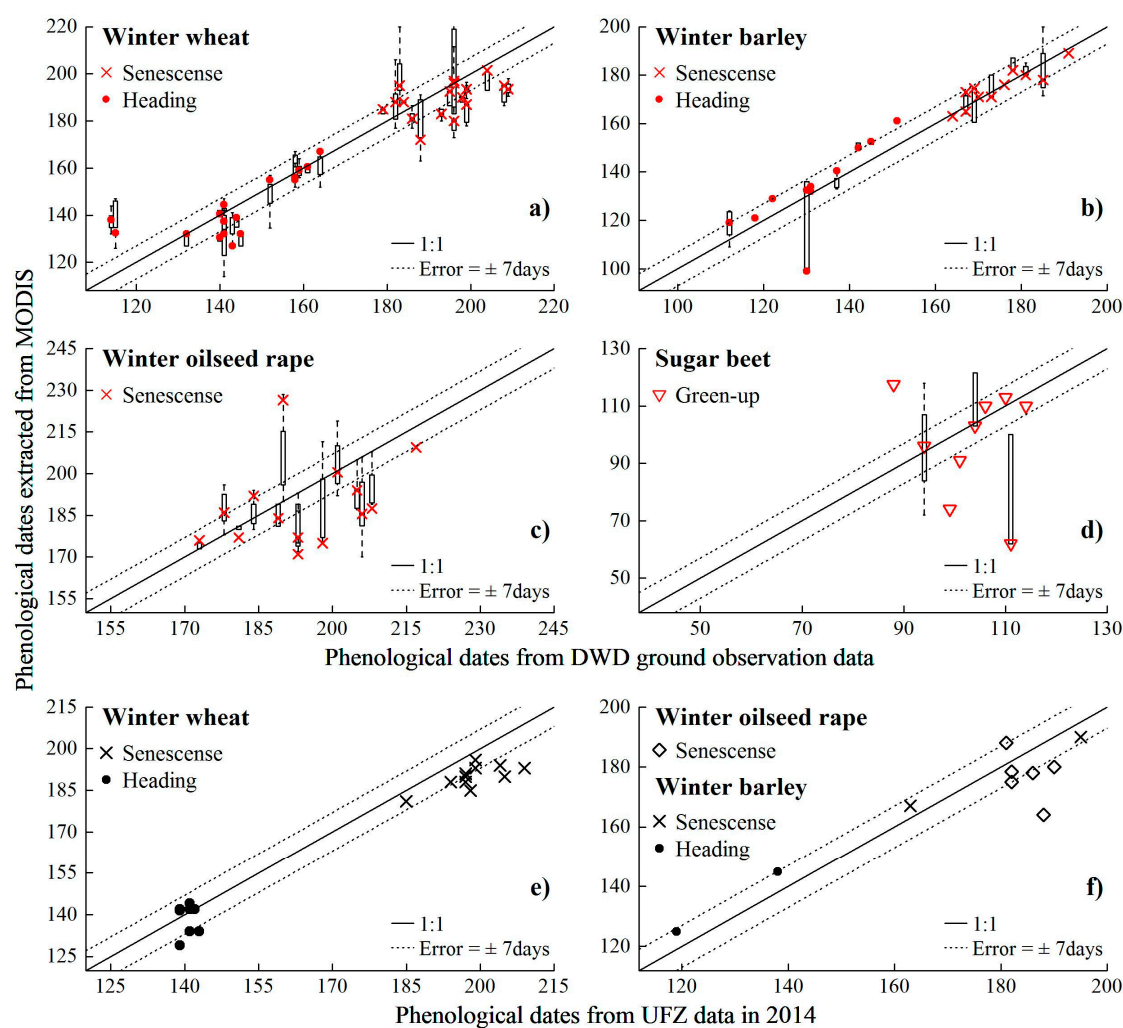 Phenological dates extracted from MODIS
Winter wheat
Senescense
Heading
a)
1:1
Error = ± 7days
220
200
180
160
140
120
120 140 160 180 200 220
Winter barley
Senescense
Heading
b)
1:1
Error = ± 7days
200
180
160
140
120
100
100 120 140 160 180 200
Winter oilseed rape
Senescense
c)
1:1
Error = ± 7days
245
230
215
200
185
170
155
155 173 185 195 205 215 225 235 245
Sugar beet
Green-up
d)
1:1
Error = ± 7days
130
110
90
70
50
50 70 90 110 130
Phenological dates from DWD ground observation data
Winter wheat
Senescense
Heading
e)
1:1
Error = ± 7days
215
200
185
170
155
140
125
125 140 155 170 185 200 215
Winter oilseed rape
Senescense
Winter barley
Senescense
Heading
f)
1:1
Error = ± 7days
200
180
160
140
120
120 140 160 180 200
Phenological dates from UFZ data in 2014